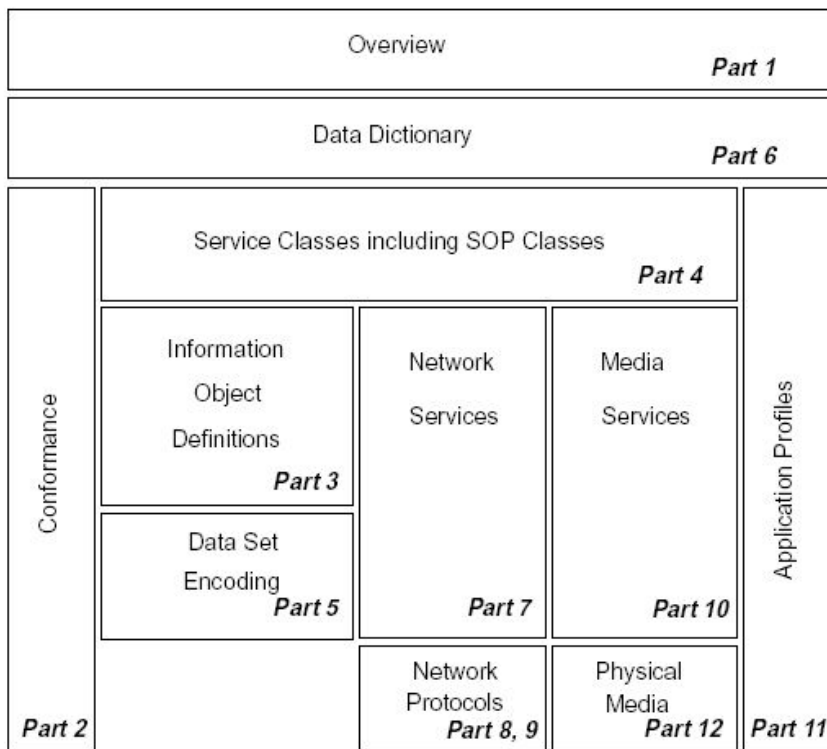 Overview
Part 1
Data Dictionary
Part 6
Service Classes including SOP Classes
Part 4
Conformance
Part 2
Information
Object
Definitions
Part 3
Data Set
Encoding
Part 5
Network
Services
Part 7
Network
Protocols
Part 8, 9
Media
Services
Part 10
Physical
Media
Part 12
Application Profiles
Part 11